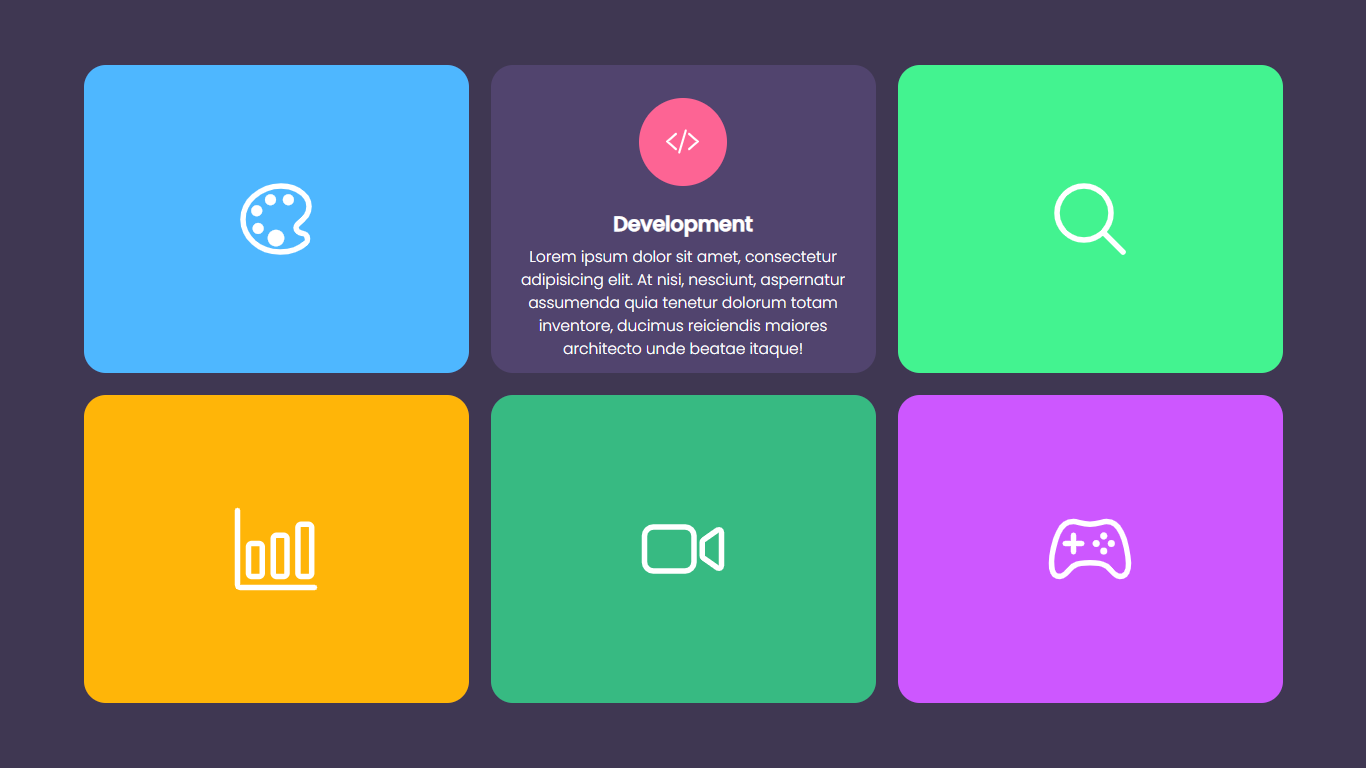 Development
Lorem ipsum dolor sit amet, consectetur
adipisicing elit. At nisi, nesciunt, aspernatur
assumenda quia tenetur dolorum totam
inventore, ducimus reiciendis maiores
architecto unde beatae itaque!